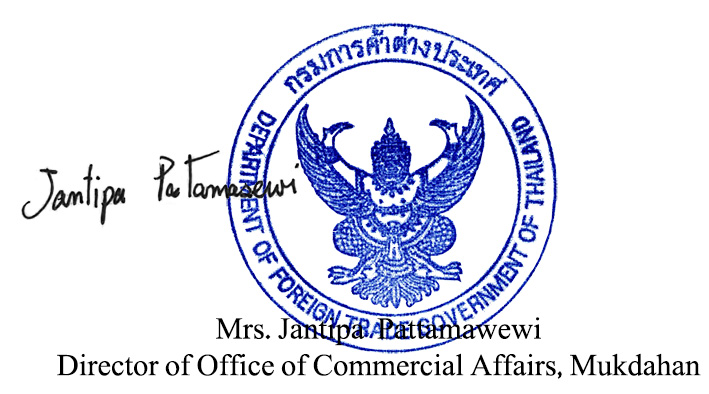 กรมการค้าต่างประเทศ
DEPARTMENT OF FOREIGN TRADE GOVERNMENT OF THAILAND
Jantipa Pattamasewi
Mrs. Jantipa Pattamawewi
Director of Office of Commercial Affairs, Mukdahan